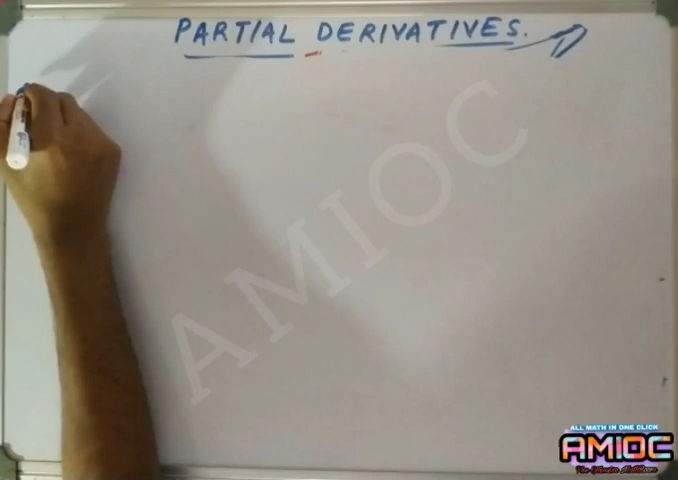 PARTIAL DERIVATIVES.
AMIOC
ALL MATH IN ONE CLICK
AMIOC